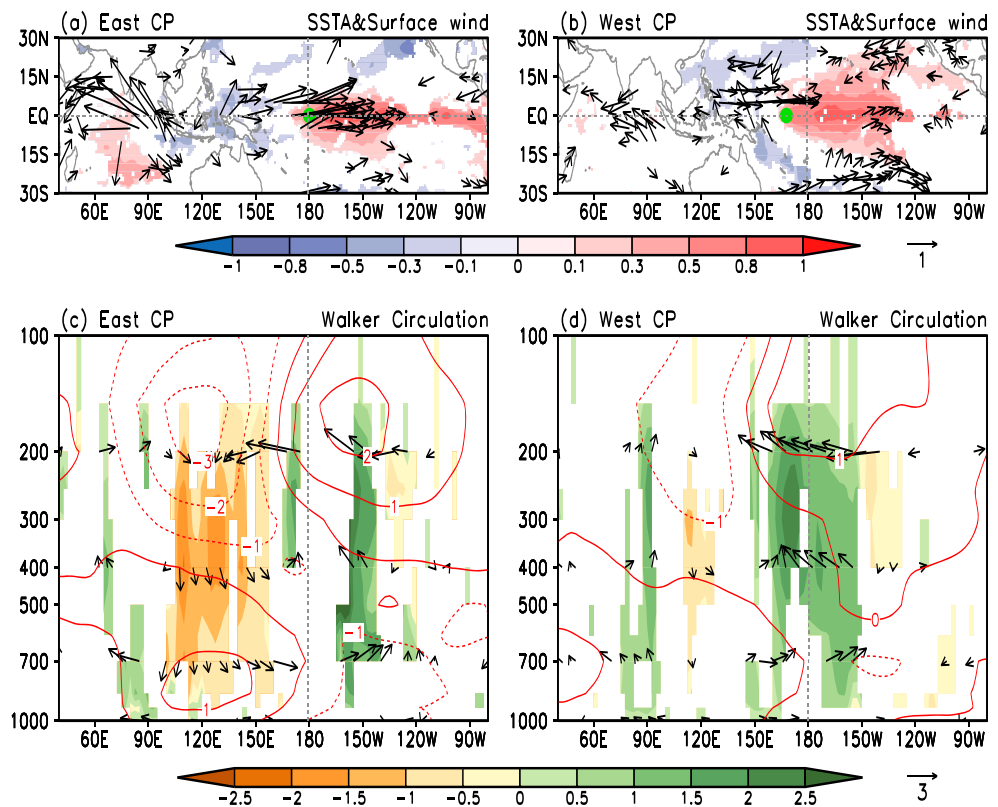 (a) East CP SSTA&Surface wind
(b) West CP SSTA&Surface wind
30N
15N
EQ
15S
30S
60E 90E 120E 150E 180 150W 120W 90W
30N
15N
EQ
15S
30S
60E 90E 120E 150E 180 150W 120W 90W
-1 -0.8 -0.5 -0.3 -0.1 0 0.1 0.3 0.5 0.8 1
1
(c) East CP Walker Circulation
(d) West CP Walker Circulation
100
200
300
400
500
700
1000
-3
-2
-1
2
1
-1
1
60E 90E 120E 150E 180 150W 120W 90W
100
200
300
400
500
700
1000
-1
1
0
60E 90E 120E 150E 180 150W 120W 90W
-2.5 -2 -1.5 -1 -0.5 0 0.5 1 1.5 2 2.5
3